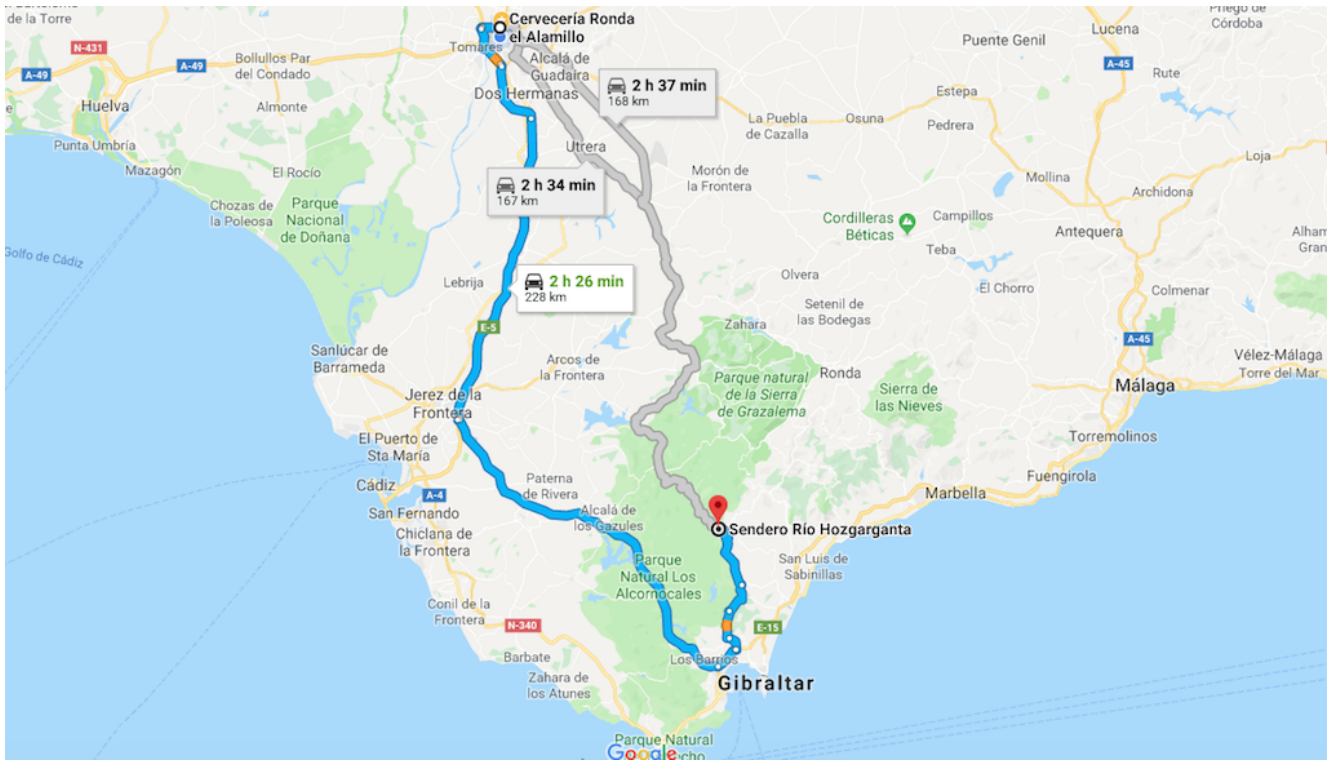 de la Torre
N-431
A-49
Bollullos Par
del Condado
A-49
Huelva
Almonte
Punta Umbría
Mazagón
El Rocío
Chozas de
la Poleosa
Parque
Nacional
de Doñana
Golfo de Cádiz
Cervecería Ronda
el Alamillo
Tomares
Alcalá de
Guadaira
Dos Hermanas
2 h 37 min
168 km
Utrera
2 h 34 min
167 km
2 h 26 min
228 km
Lebrija
E-5
Priego de
Córdoba
Lucena
Puente Genil
A-45
Rute
Estepa
La Puebla
de Cazalla
Osuna
Pedrera
Loja
Morón de
la Frontera
Mollina
Archidona
Cordilleras
Béticas
Campillos
Antequera
Teba
Alham
Gran
Olvera
El Chorro
Colmenar
Setenil de
las Bodegas
Zahara
A-45
Sanlúcar de
Barrameda
Arcos de
la Frontera
Parque natural
de la Sierra
de Grazalema
Ronda
Sierra de
las Nieves
Vélez-Málaga
Torre del Mar
Málaga
Jerez de la
Frontera
El Puerto de
Sta María
Torremolinos
Cádiz
A-4
San Fernando
Paterna
de Rivera
Fuengirola
Marbella
Chiclana de
la Frontera
Alcalá de
los Gazules
Sendero Río Hozgarganta
San Luis de
Sabinillas
Parque
Natural Los
Alcornocales
Conil de la
Frontera
N-340
E-15
Barbate
Los Barrios
Zahara de
los Atunes
Gibraltar
Parque Natural
Google